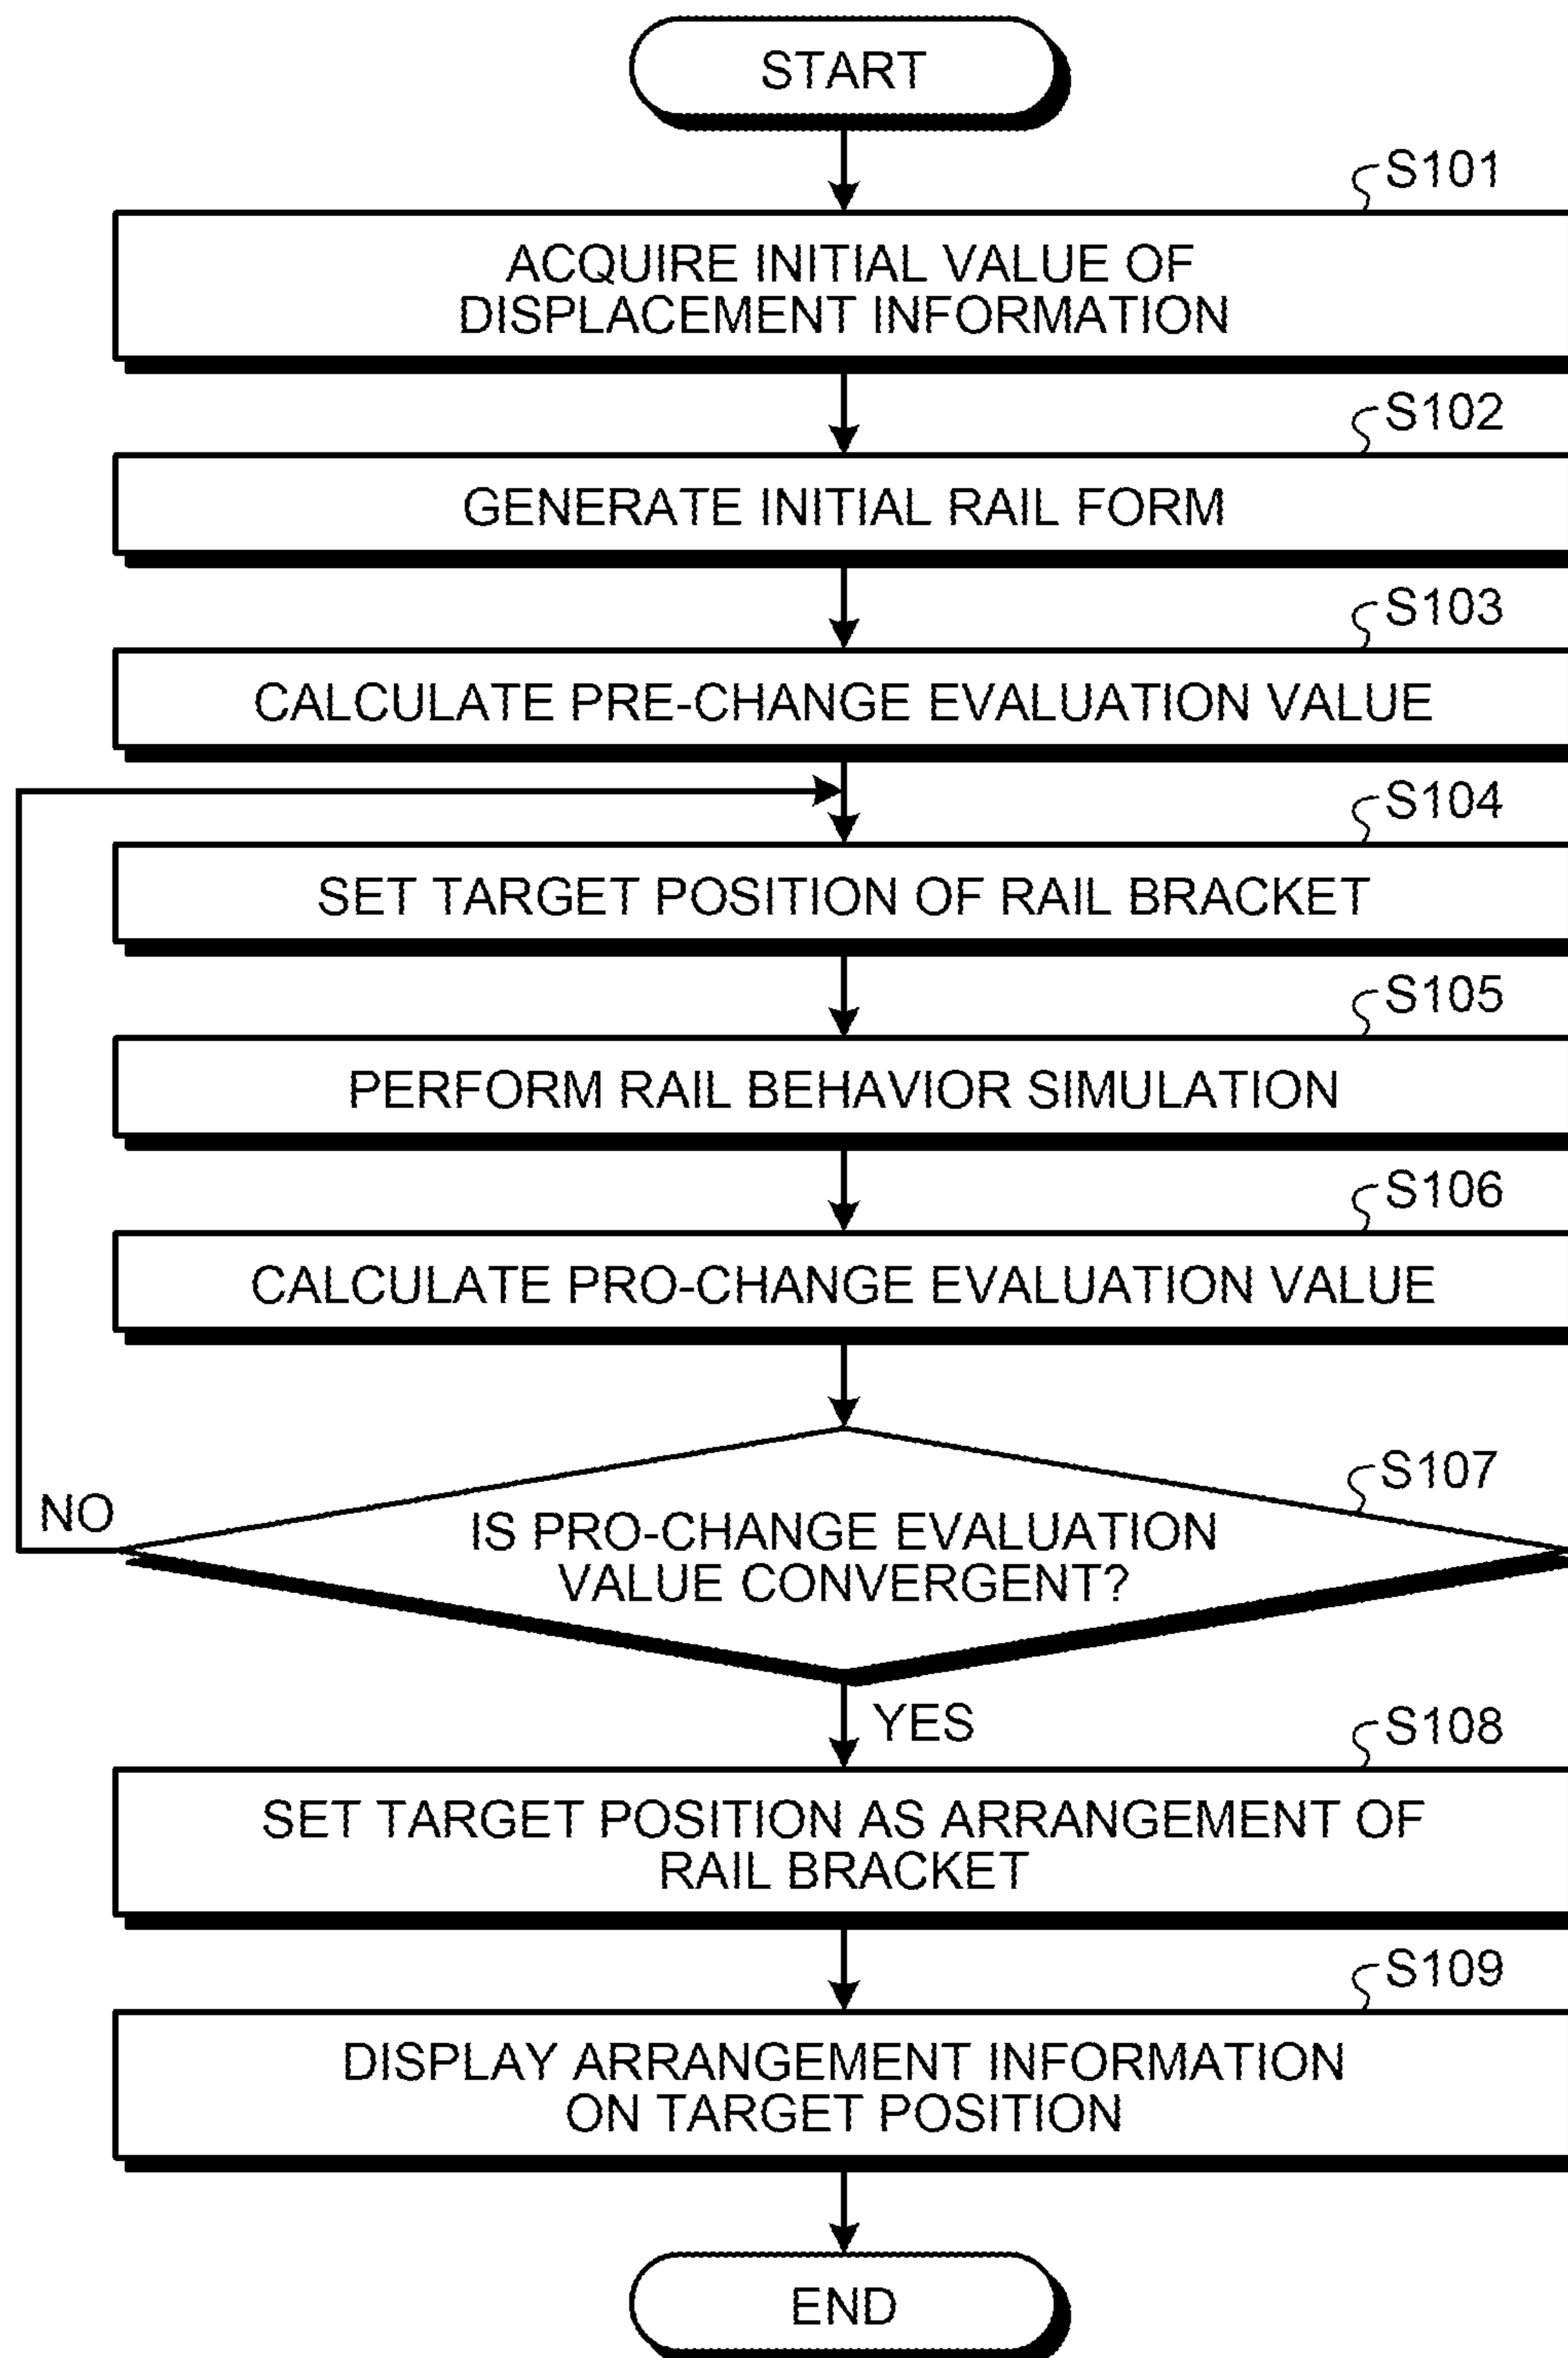 START
S101
ACQUIRE INITIAL VALUE OF
DISPLACEMENT INFORMATION
S102
GENERATE INITIAL RAIL FORM
S103
CALCULATE PRE-CHANGE EVALUATION VALUE
S104
SET TARGET POSITION OF RAIL BRACKET
S105
PERFORM RAIL BEHAVIOR SIMULATION
S106
CALCULATE PRO-CHANGE EVALUATION VALUE
S107
NO
IS PRO-CHANGE EVALUATION
VALUE CONVERGENT?
YES
S108
SET TARGET POSITION AS ARRANGEMENT OF
RAIL BRACKET
S109
DISPLAY ARRANGEMENT INFORMATION
ON TARGET POSITION
END